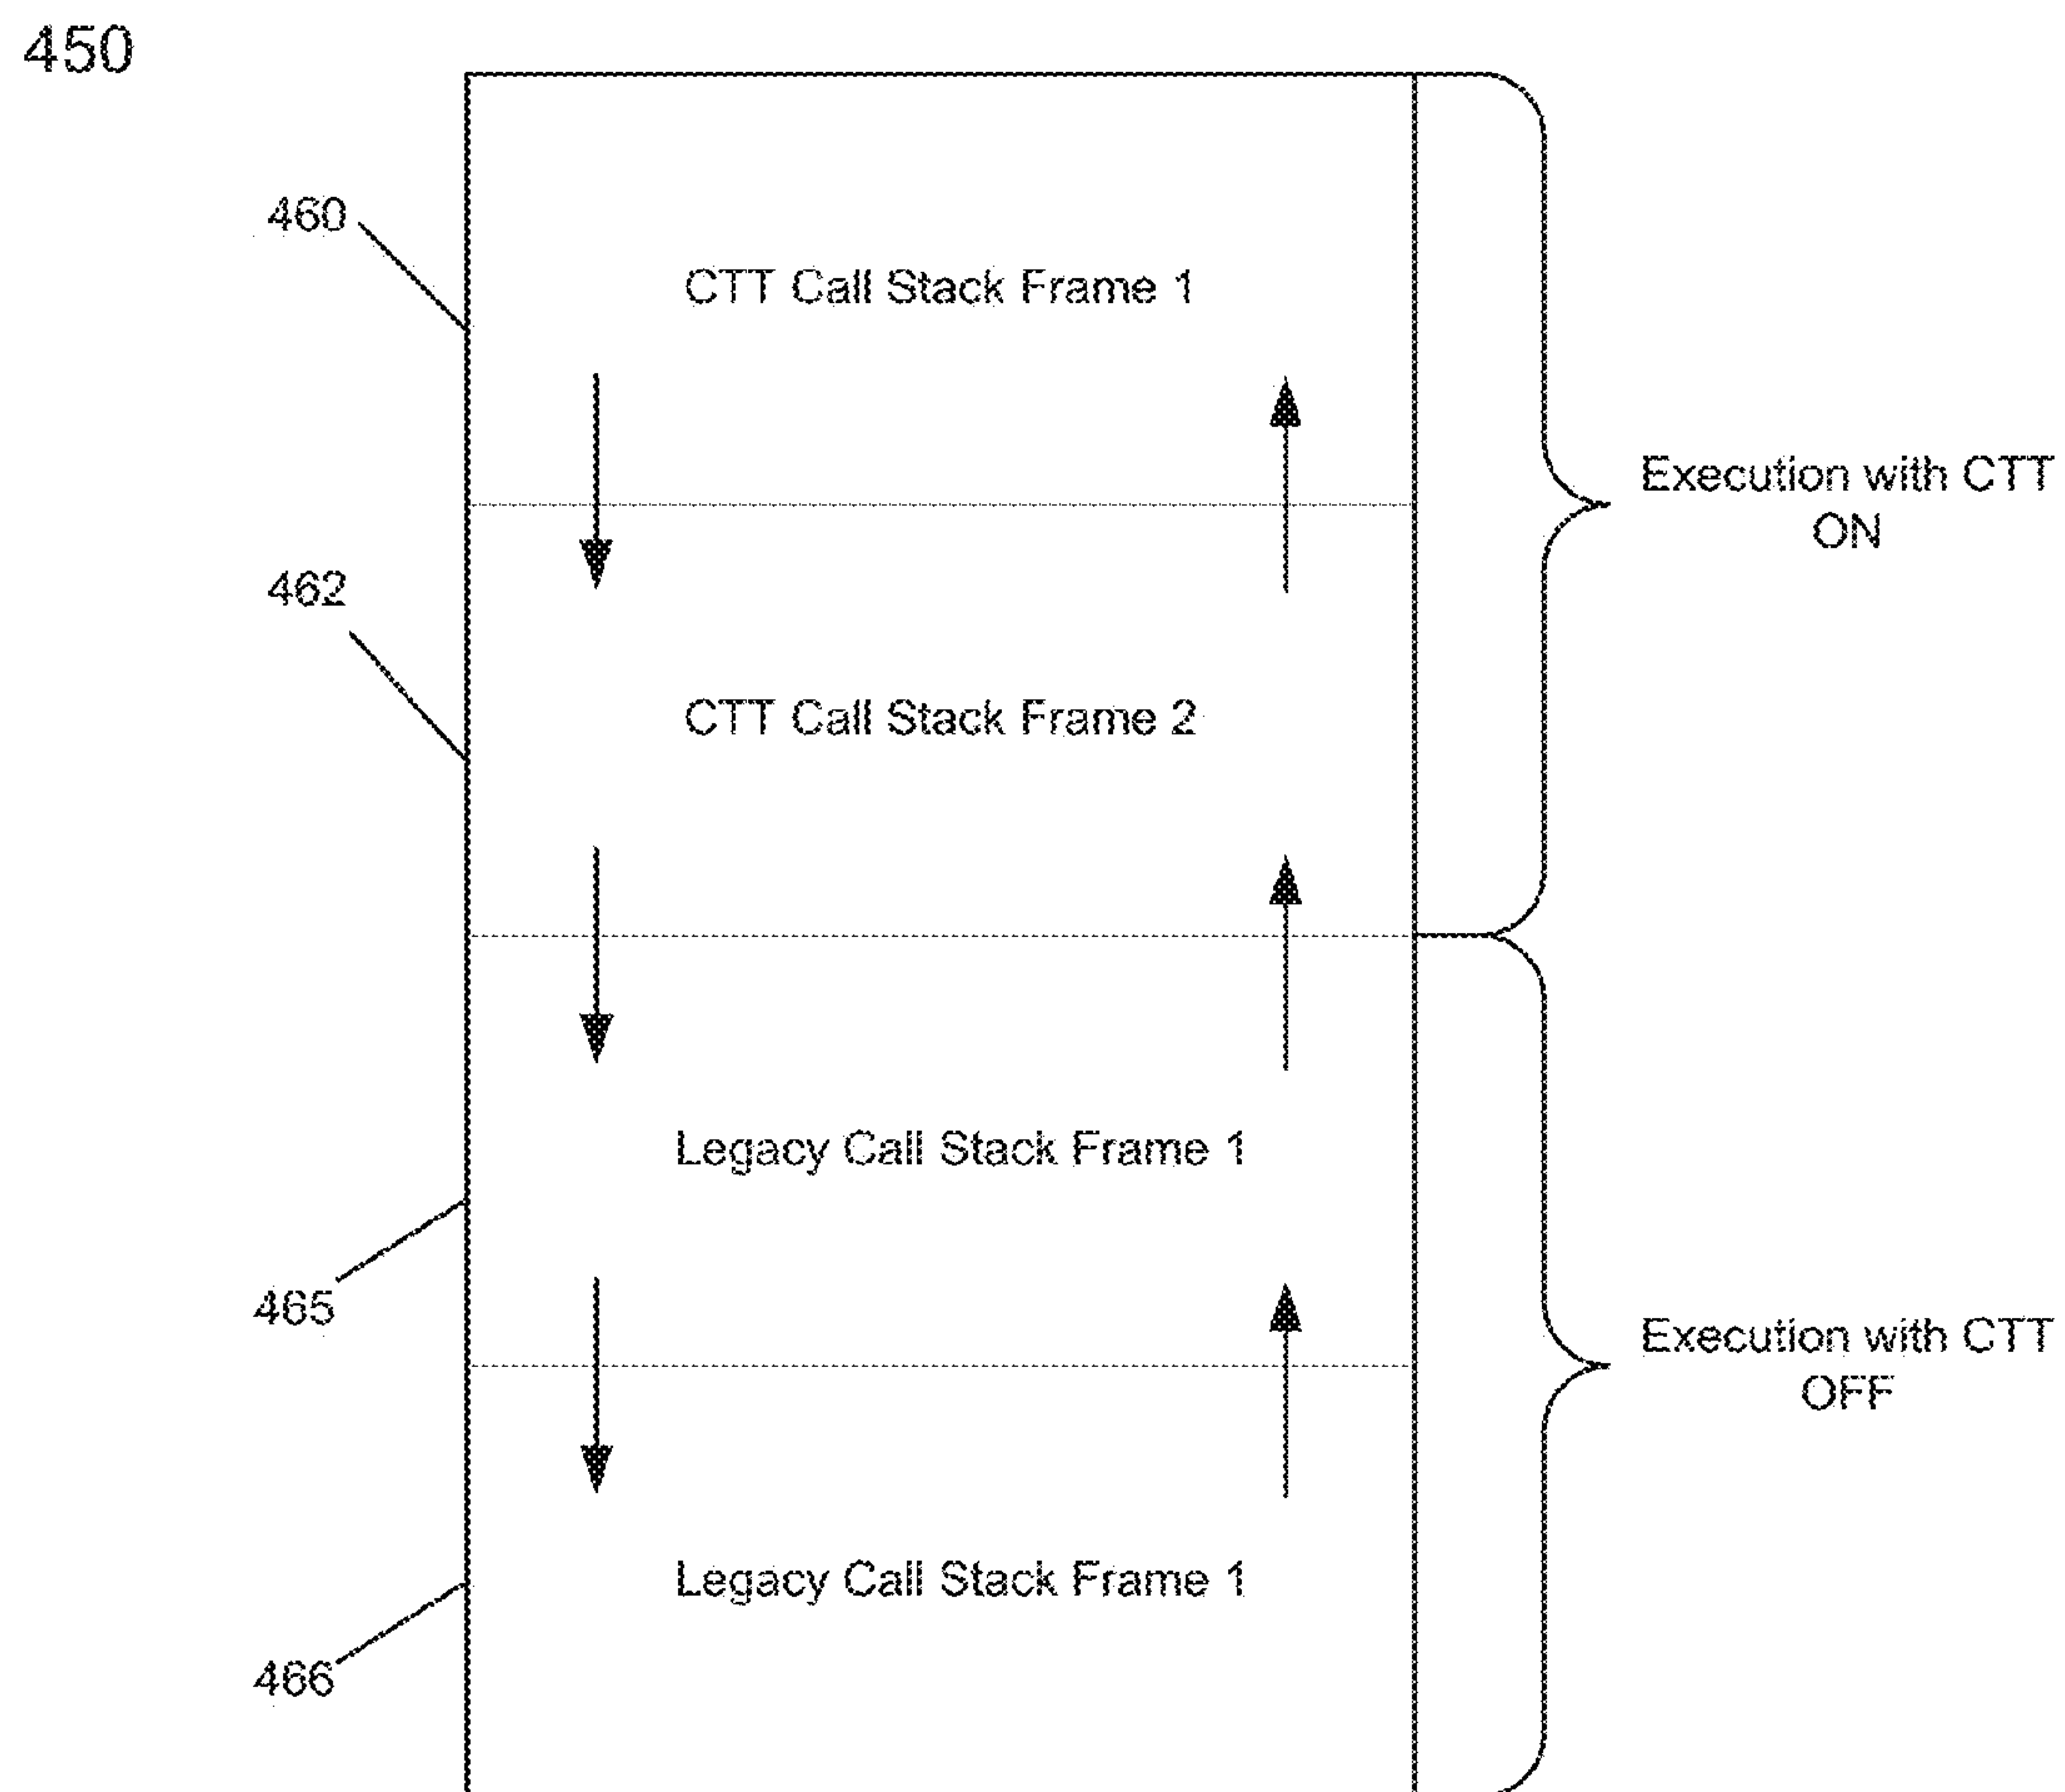 450
460
CTT Call Stack Frame 1
Execution with CTT
ON
462
CTT Call Stack Frame 2
Legacy Call Stack Frame 1
465
Execution with CTT
OFF
Legacy Call Stack Frame 1
466